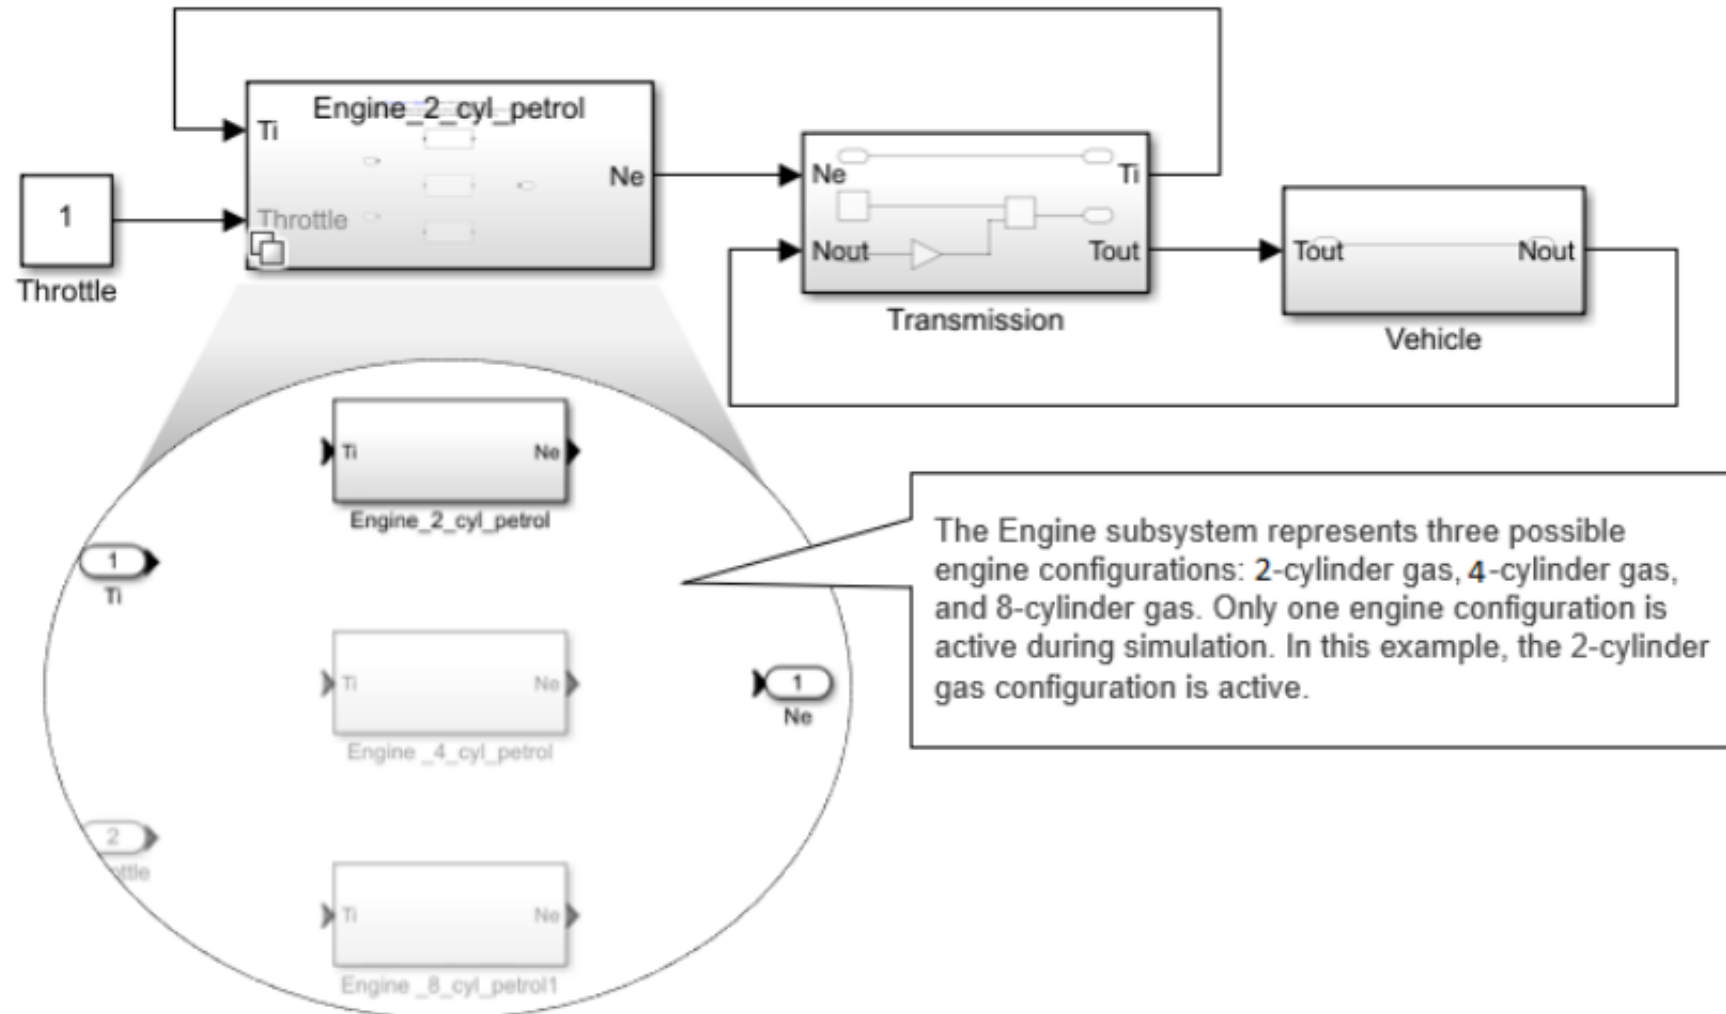 Engine_2_cyl_petrol
Ti
Ne
Throttle
1
Throttle
Ne
Ti
Nout
Tout
Transmission
Tout
Nout
Vehicle
Ti
Ne
Engine_2_cyl_petrol
1
Ti
Ti
Ne
Engine _4_cyl_petrol
1
Ne
2
ottle
Ti
Ne
Engine _8_cyl_petrol1
The Engine subsystem represents three possible
engine configurations: 2-cylinder gas, 4-cylinder gas,
and 8-cylinder gas. Only one engine configuration is
active during simulation. In this example, the 2-cylinder
gas configuration is active.